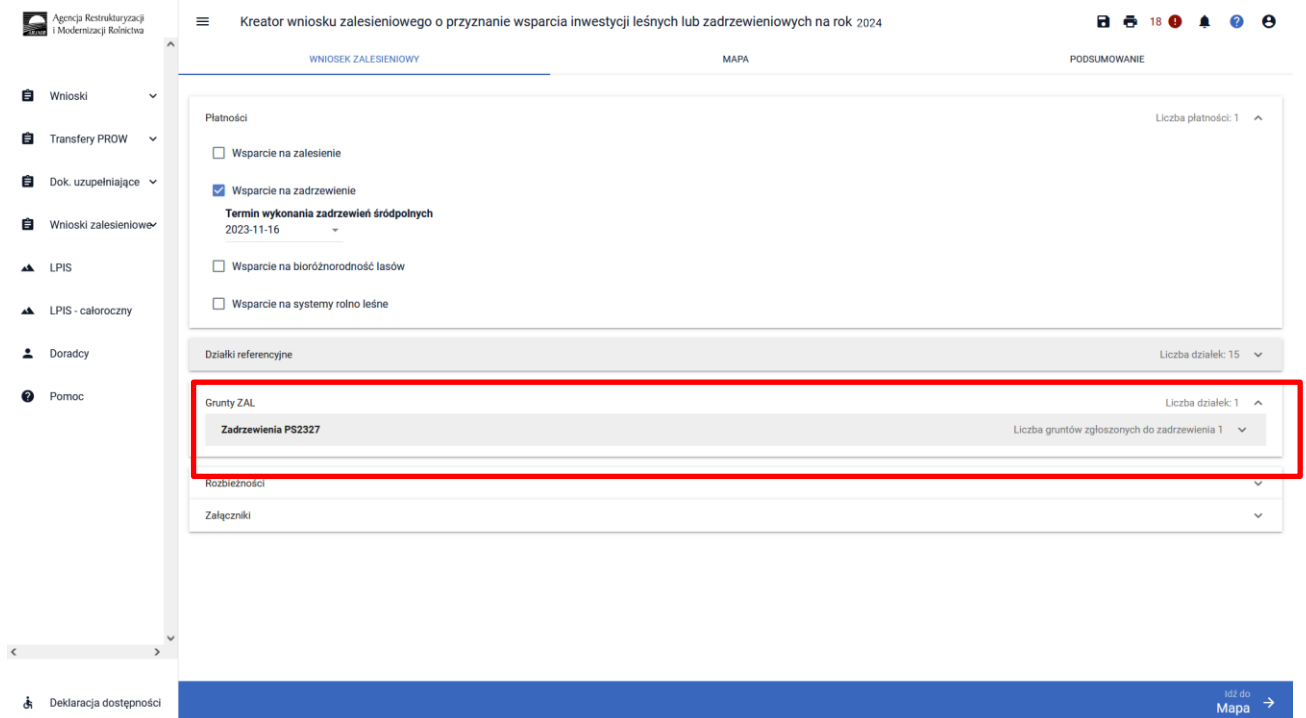 Agencja Restrukturyzacji
i Modernizacji Rolnictwa
Kreator wniosku zalesieniowego o przyznanie wsparcia inwestycji leśnych lub zadrzewieniowych na rok 2024
18
WNIOSEK ZALESIENIOWY
MAPA
PODSUMOWANIE
Wnioski
Transfery PROW
Dok. uzupełniające
Wnioski zalesieniowe
LPIS
LPIS - całoroczny
Doradcy
Pomoc
Deklaracja dostępności
Płatności
Liczba płatności: 1
Wsparcie na zalesienie
Wsparcie na zadrzewienie
Termin wykonania zadrzewień śródpolnych
2023-11-16
Wsparcie na bioróżnorodność lasów
Wsparcie na systemy rolno leśne
Działki referencyjne
Liczba działek: 15
Grunty ZAL
Liczba działek: 1
Zadrzewienia PS2327
Liczba gruntów zgłoszonych do zadrzewienia 1
Rozbieżności
Załączniki
Idź do
Mapa